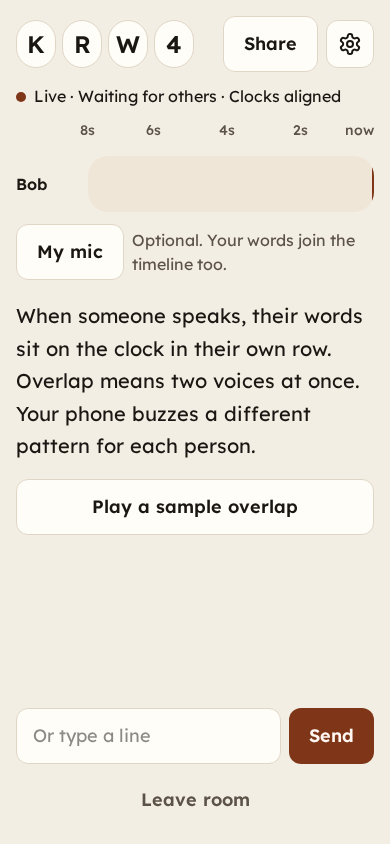 K R W 4 Share
Live · Waiting for others · Clocks aligned
8s 6s 4s 2s now
Bob
My mic
Optional. Your words join the
timeline too.
When someone speaks, their words
sit on the clock in their own row.
Overlap means two voices at once.
Your phone buzzes a different
pattern for each person.
Play a sample overlap
Or type a line Send
Leave room